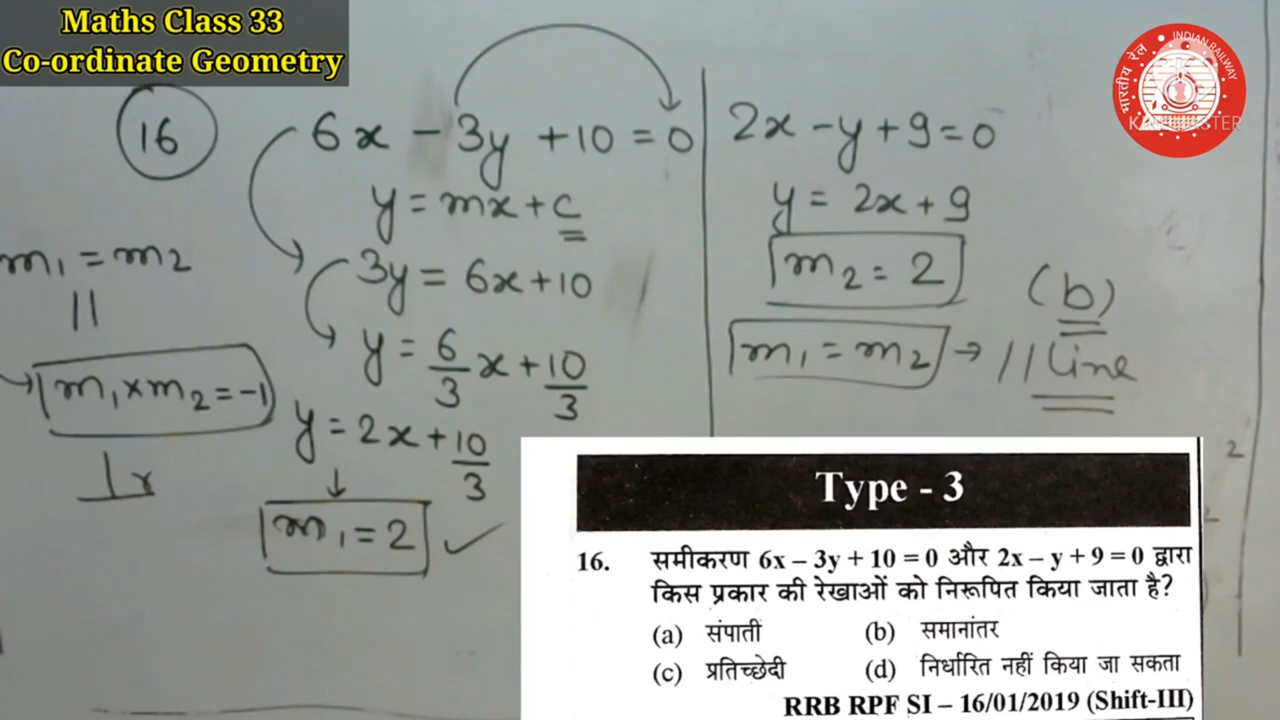 Maths Class 33
Co-ordinate Geometry
भारतीय रेल INDIAN RAILWAY
16
6x - 3y + 10 = 0
y = mx + c
3y = 6x + 10
y = 6/3 x + 10/3
y = 2x + 10/3
m₁ = 2 ✓
m₁ = m₂
||
m₁ × m₂ = -1
⊥r
2x - y + 9 = 0
y = 2x + 9
m₂ = 2
m₁ = m₂ → // Line
(b)
2
Type - 3
16. समीकरण 6x – 3y + 10 = 0 और 2x – y + 9 = 0 द्वारा
किस प्रकार की रेखाओं को निरूपित किया जाता है?
(a) संपाती (b) समानांतर
(c) प्रतिच्छेदी (d) निर्धारित नहीं किया जा सकता
RRB RPF SI – 16/01/2019 (Shift-III)